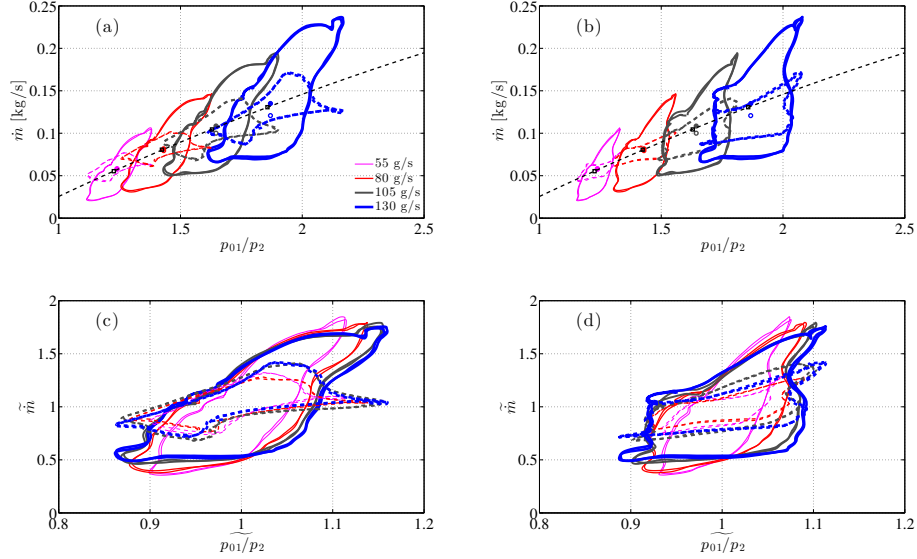 (a)
0.25
0.2
0.15
0.1
0.05
0
ṁ [kg/s]
1
1.5
2
2.5
p₀₁/p₂
55 g/s
80 g/s
105 g/s
130 g/s
(b)
0.25
0.2
0.15
0.1
0.05
0
ṁ [kg/s]
1
1.5
2
2.5
p₀₁/p₂
(c)
2
1.5
1
0.5
0
ṁ̃
0.8
0.9
1
1.1
1.2
p₀₁/p₂
(d)
2
1.5
1
0.5
0
ṁ̃
0.8
0.9
1
1.1
1.2
p₀₁/p₂